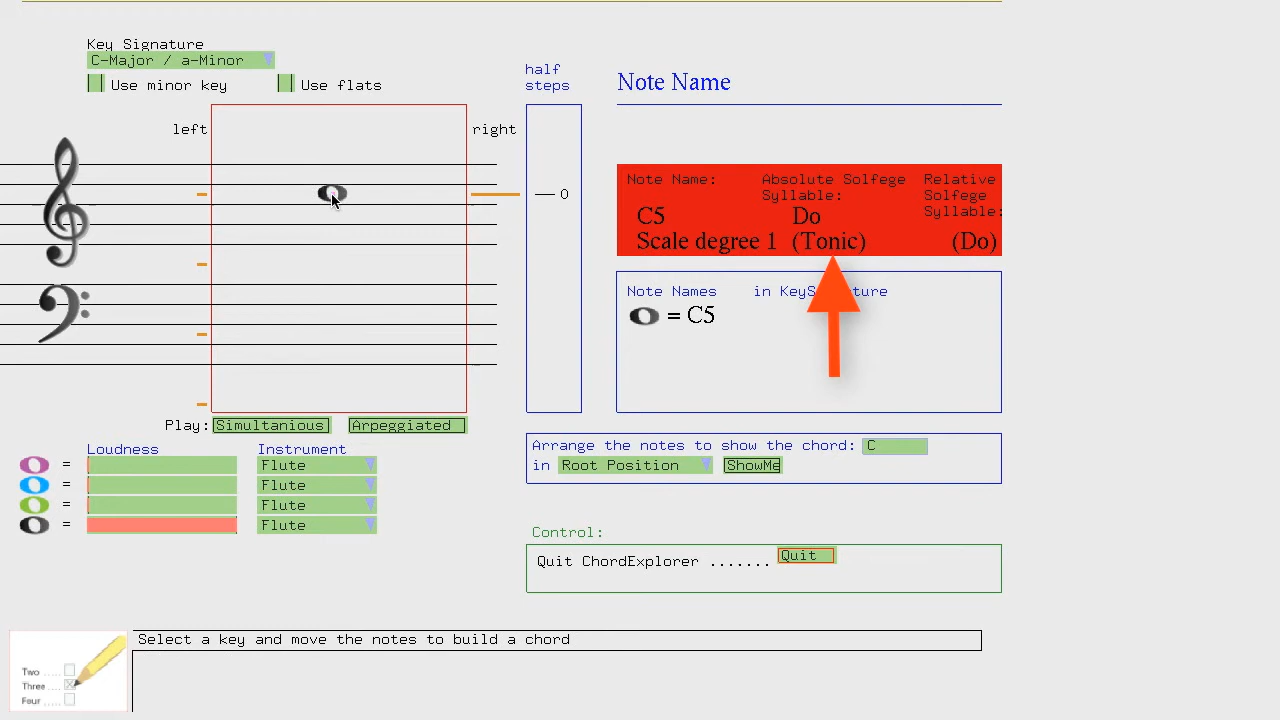 Key Signature
C-Major / a-Minor
Use minor key
Use flats
left
right
half
steps
0
Note Name
Note Name:
Absolute Solfege
Syllable:
Relative
Solfege
Syllable:
C5
Do
Scale degree 1 (Tonic)
(Do)
Note Names
in KeySignature
= C5
Play:
Simultanious
Arpeggiated
Loudness
Instrument
= Flute
= Flute
= Flute
= Flute
Arrange the notes to show the chord: C
in Root Position ShowMe
Control:
Quit ChordExplorer ....... Quit
Select a key and move the notes to build a chord
Two .....
Three ....
Four .....